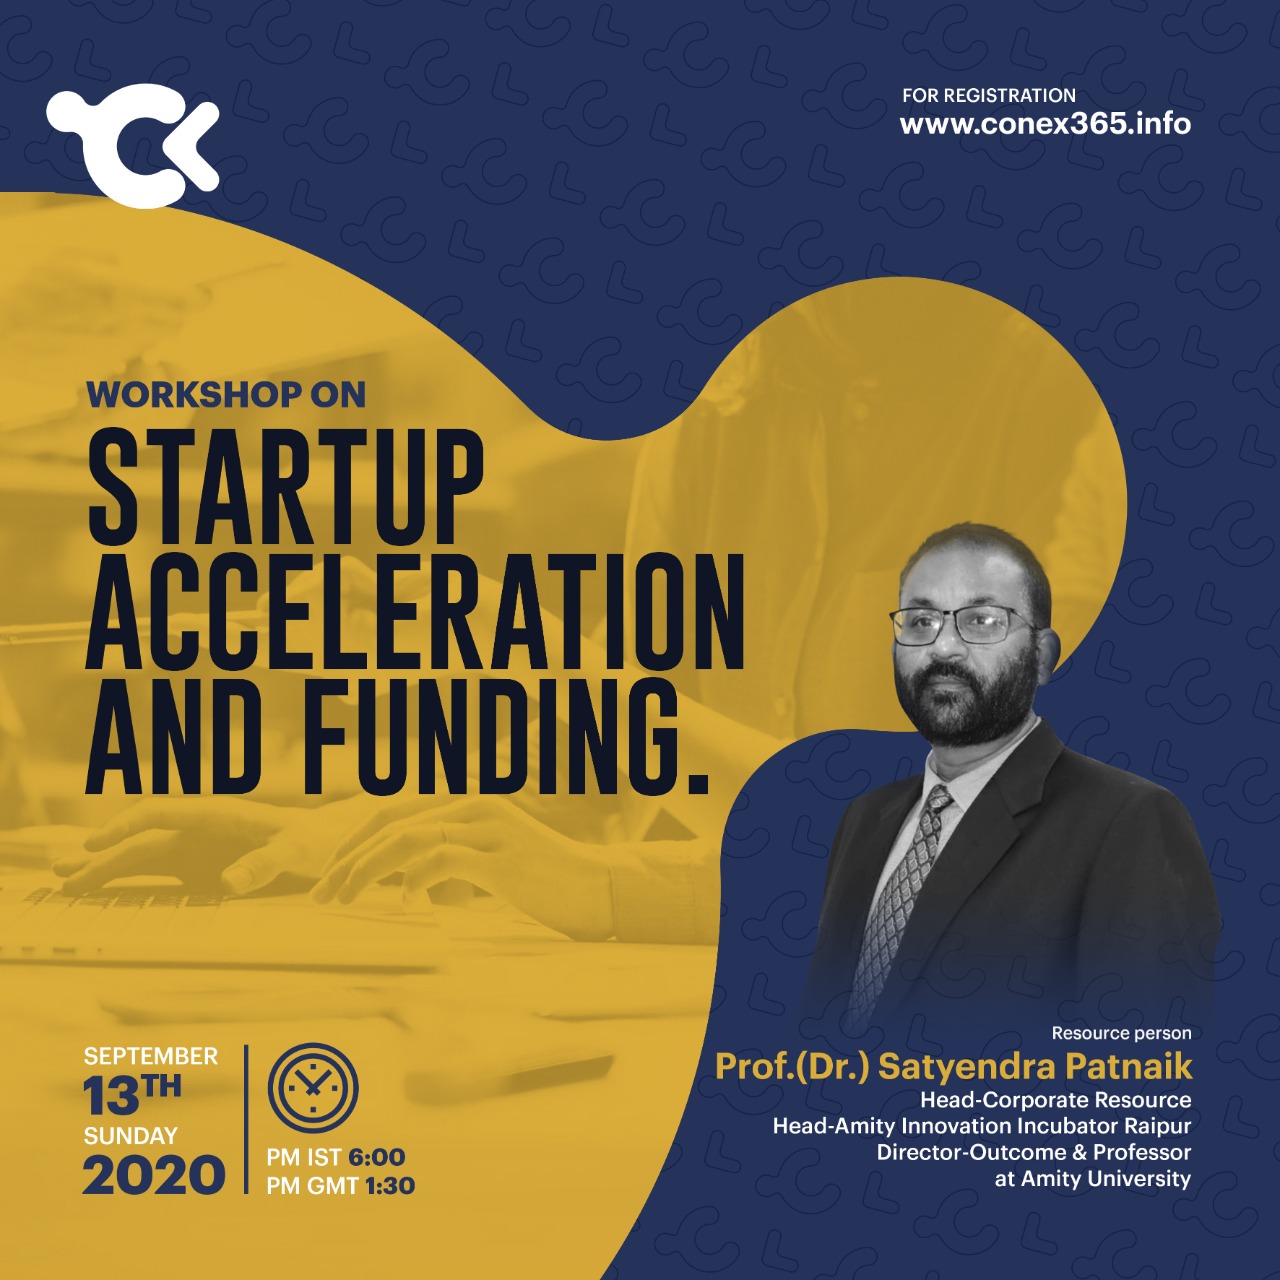 FOR REGISTRATION
www.conex365.info
WORKSHOP ON
STARTUP
ACCELERATION
AND FUNDING.
SEPTEMBER
13TH
SUNDAY
2020
PM IST 6:00
PM GMT 1:30
Resource person
Prof.(Dr.) Satyendra Patnaik
Head-Corporate Resource
Head-Amity Innovation Incubator Raipur
Director-Outcome & Professor
at Amity University